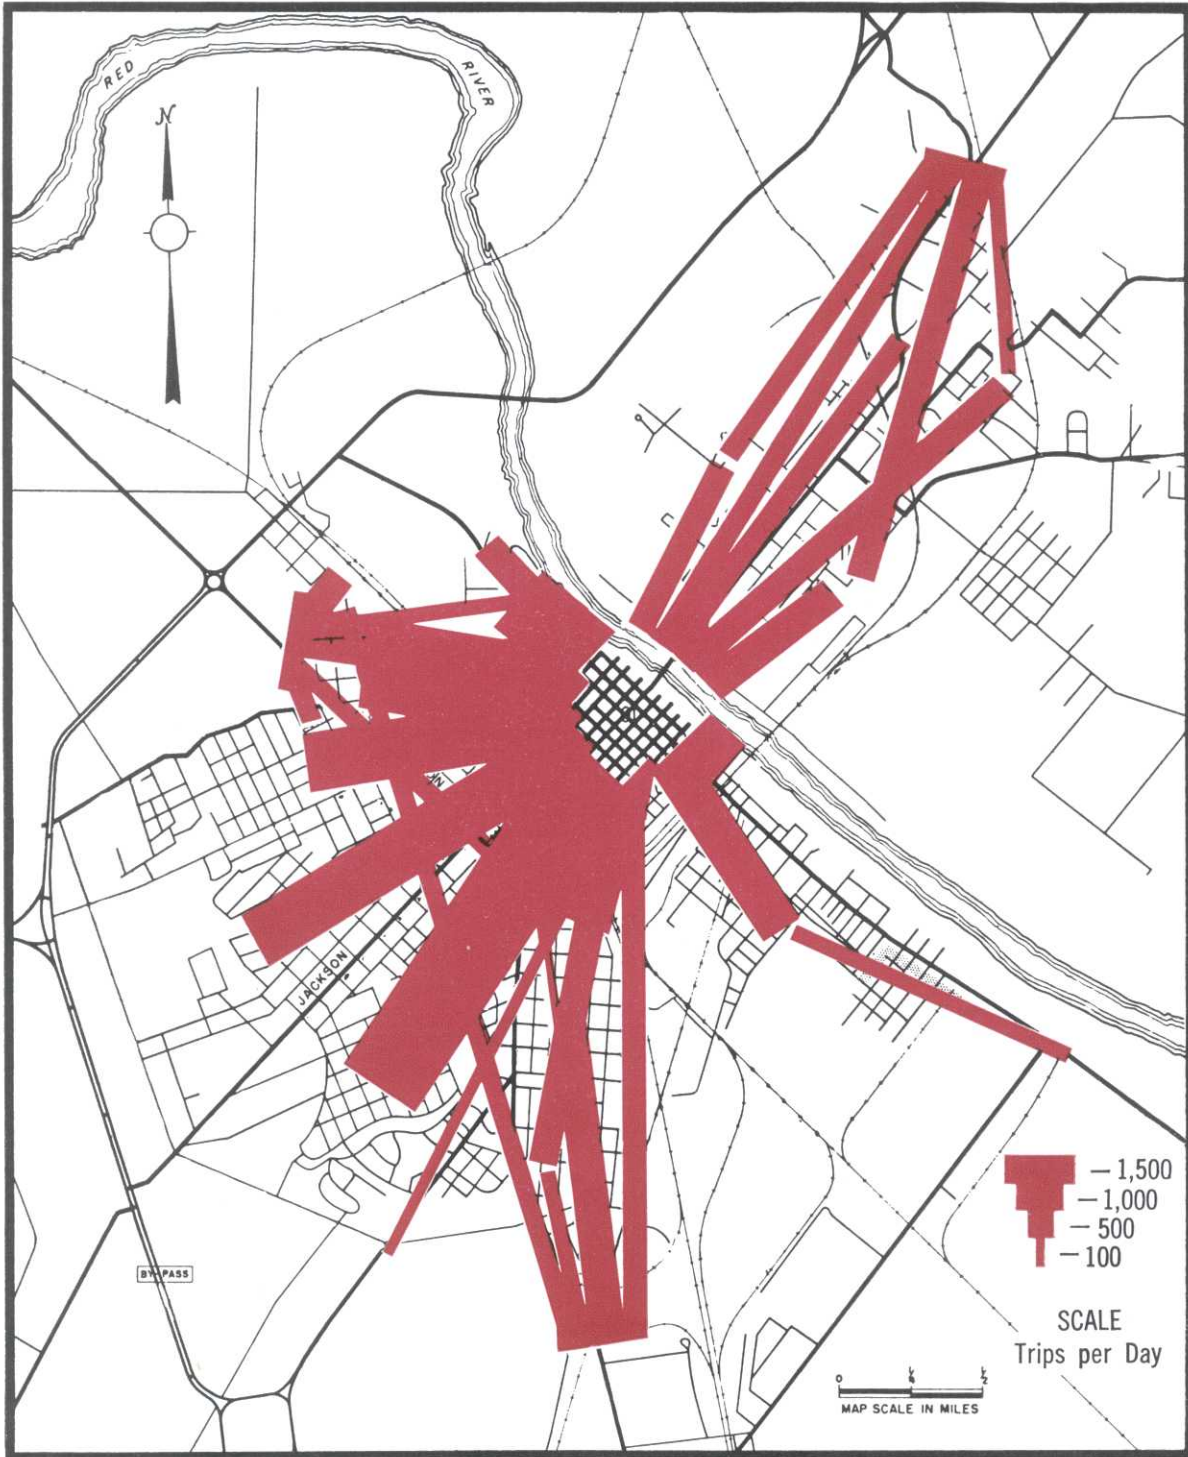 RED
RIVER
N
JACKSON
BY-PASS
— 1,500
— 1,000
— 500
— 100
SCALE
Trips per Day
0 1/4 1/2
MAP SCALE IN MILES